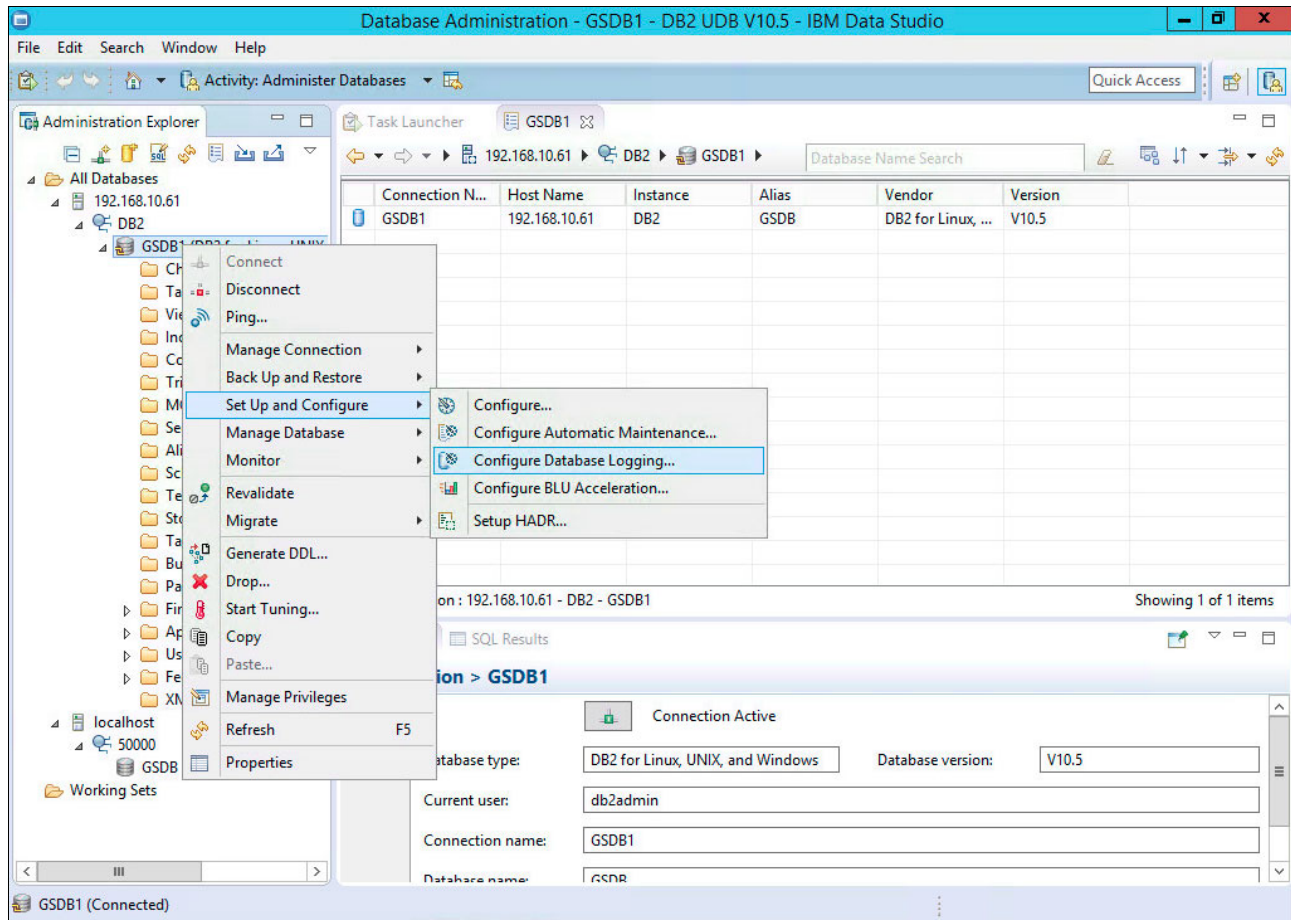 Database Administration - GSDB1 - DB2 UDB V10.5 - IBM Data Studio
File Edit Search Window Help
Activity: Administer Databases
Quick Access
Administration Explorer
All Databases
192.168.10.61
DB2
GSDB1
localhost
50000
GSDB
Working Sets
Connect
Disconnect
Ping...
Manage Connection
Back Up and Restore
Set Up and Configure
Manage Database
Monitor
Revalidate
Migrate
Generate DDL...
Drop...
Start Tuning...
Copy
Paste...
Manage Privileges
Refresh F5
Properties
Configure...
Configure Automatic Maintenance...
Configure Database Logging...
Configure BLU Acceleration...
Setup HADR...
Task Launcher GSDB1
192.168.10.61 DB2 GSDB1 Database Name Search
Connection N... Host Name Instance Alias Vendor Version
GSDB1 192.168.10.61 DB2 GSDB DB2 for Linux, ... V10.5
on : 192.168.10.61 - DB2 - GSDB1 Showing 1 of 1 items
SQL Results
ion > GSDB1
Connection Active
atabase type: DB2 for Linux, UNIX, and Windows Database version: V10.5
Current user: db2admin
Connection name: GSDB1
Database name: GSDB
GSDB1 (Connected)